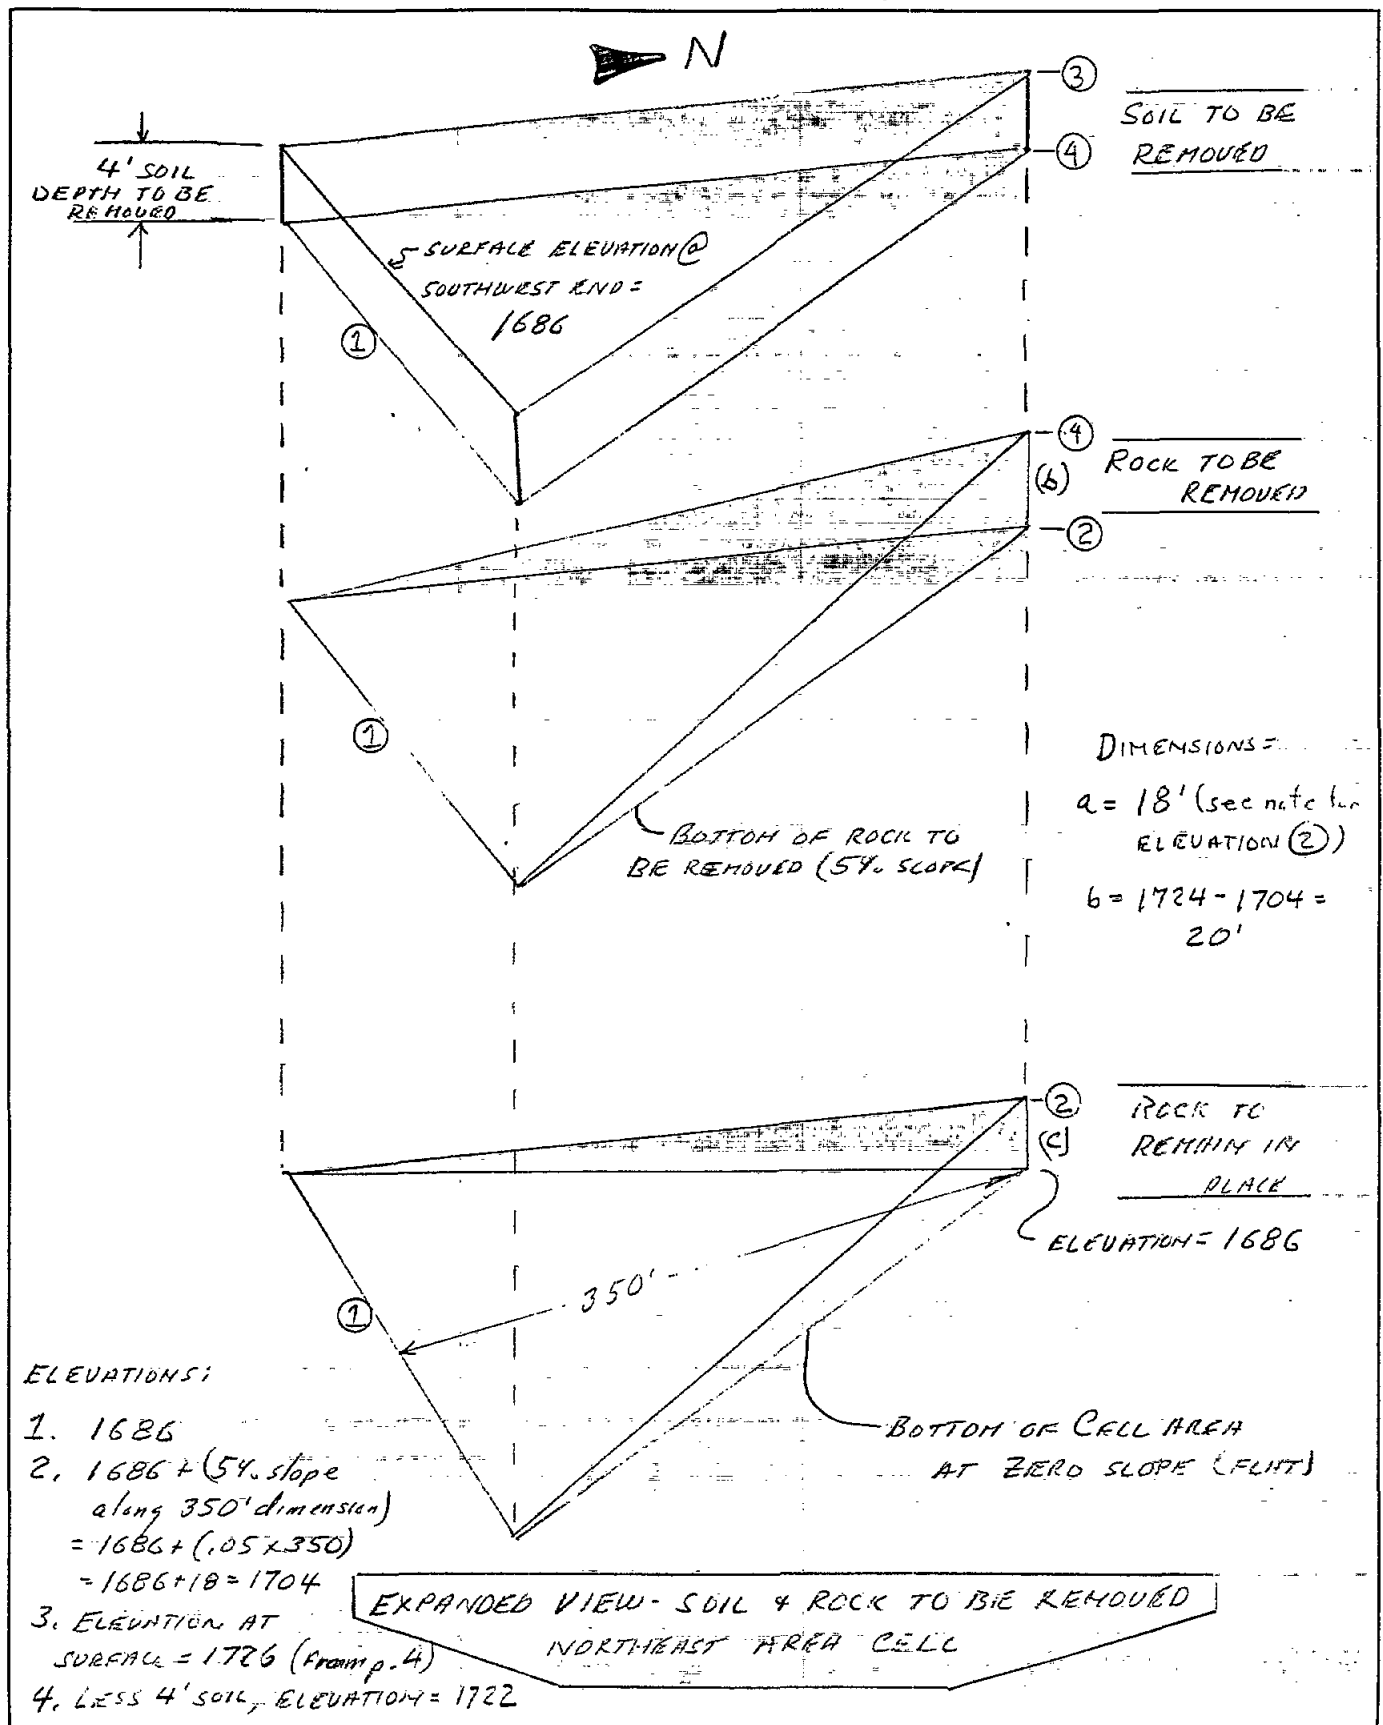 N
③
SOIL TO BE
REMOVED
④
4' SOIL
DEPTH TO BE
REMOVED
SURFACE ELEVATION @
SOUTHWEST END =
1686
①
④
ROCK TO BE
REMOVED
(b)
②
①
BOTTOM OF ROCK TO
BE REMOVED (5% SLOPE)
DIMENSIONS=
a = 18' (see note for
ELEVATION ②)
b = 1724 - 1704 =
20'
②
(c)
ROCK TO
REMAIN IN
PLACE
ELEVATION = 1686
350'
①
BOTTOM OF CELL AREA
AT ZERO SLOPE (FLAT)
ELEVATIONS:
1. 1686
2. 1686 + (5% slope
along 350' dimension)
= 1686 + (.05 x 350)
= 1686 + 18 = 1704
3. ELEVATION AT
SURFACE = 1726 (from p. 4)
4. LESS 4' SOIL, ELEVATION = 1722
EXPANDED VIEW - SOIL & ROCK TO BE REMOVED
NORTHEAST AREA CELL